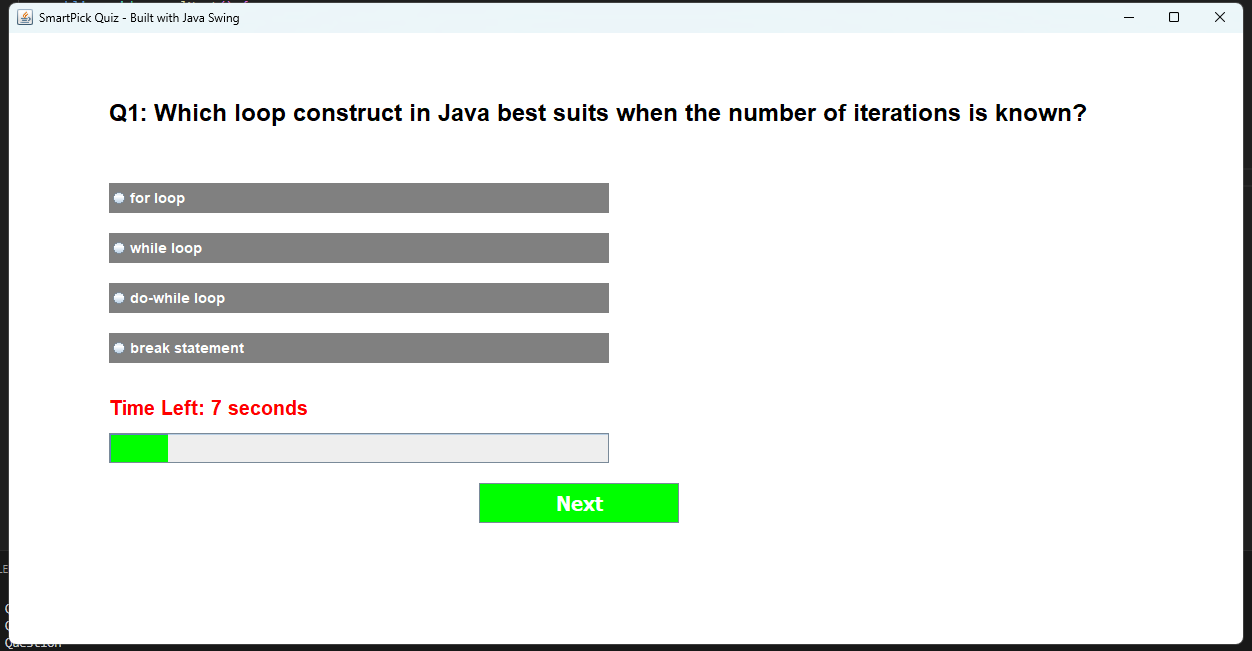 SmartPick Quiz - Built with Java Swing
Q1: Which loop construct in Java best suits when the number of iterations is known?
for loop
while loop
do-while loop
break statement
Time Left: 7 seconds
Next